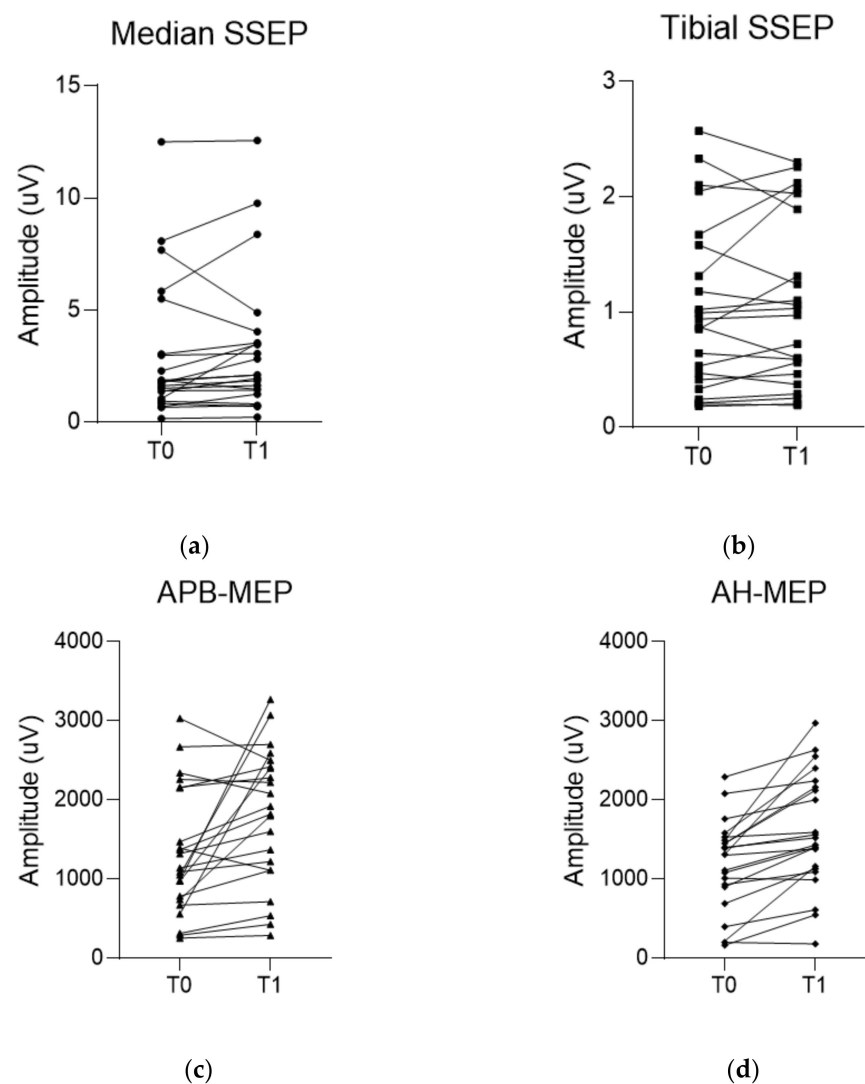 Median SSEP
Tibial SSEP
15
10
5
0
Amplitude (uV)
T0 T1
3
2
1
0
Amplitude (uV)
T0 T1
(a)
(b)
APB-MEP
AH-MEP
4000
3000
2000
1000
0
Amplitude (uV)
T0 T1
4000
3000
2000
1000
0
Amplitude (uV)
T0 T1
(c)
(d)